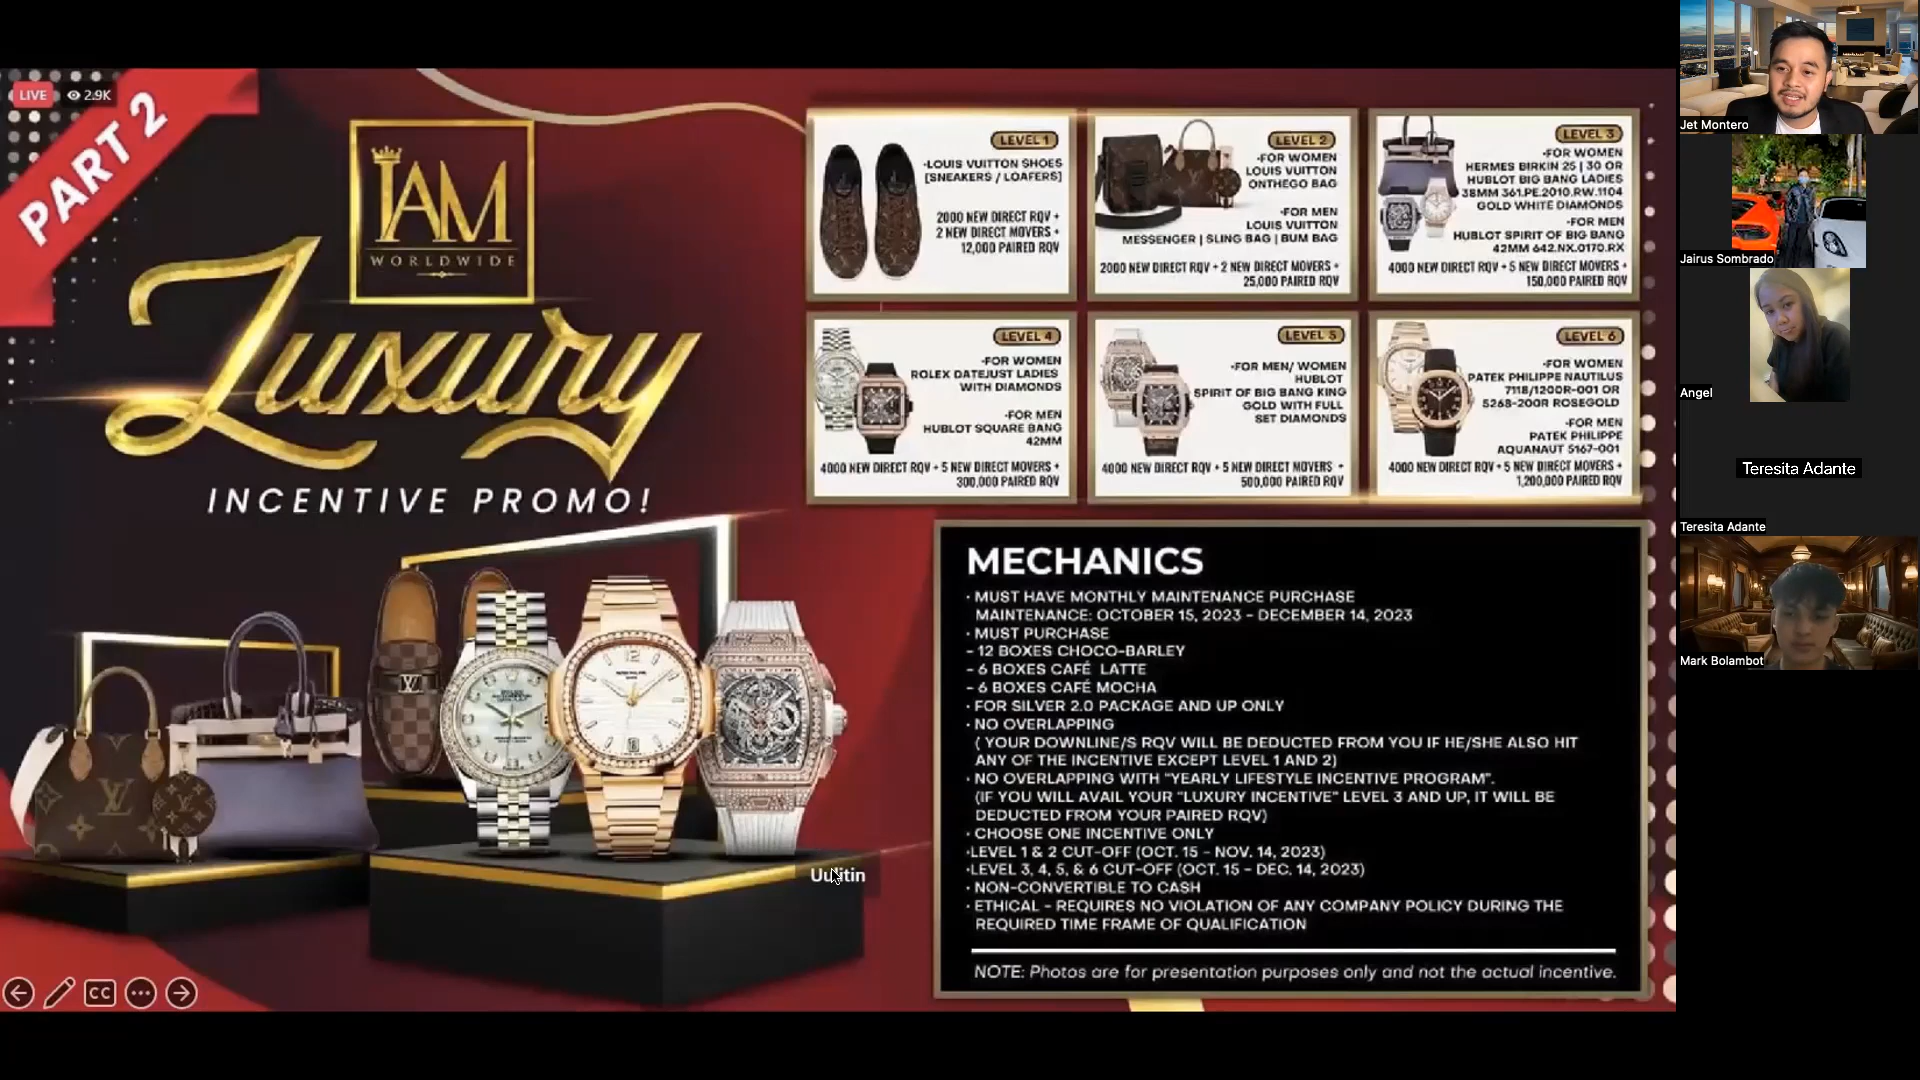 LIVE 2.9K
PART 2
IAM
WORLDWIDE
Luxury
INCENTIVE PROMO!
LEVEL 1
•LOUIS VUITTON SHOES
[SNEAKERS / LOAFERS]
2000 NEW DIRECT RQV +
2 NEW DIRECT MOVERS +
12,000 PAIRED RQV
LEVEL 2
•FOR WOMEN
LOUIS VUITTON
ONTHEGO BAG
•FOR MEN
LOUIS VUITTON
MESSENGER | SLING BAG | BUM BAG
2000 NEW DIRECT RQV + 2 NEW DIRECT MOVERS +
25,000 PAIRED RQV
LEVEL 3
•FOR WOMEN
HERMES BIRKIN 25 | 30 OR
HUBLOT BIG BANG LADIES
38MM 361.PE.2010.RW.1104
GOLD WHITE DIAMONDS
•FOR MEN
HUBLOT SPIRIT OF BIG BANG
42MM 642.NX.0170.RX
4000 NEW DIRECT RQV + 5 NEW DIRECT MOVERS +
150,000 PAIRED RQV
LEVEL 4
•FOR WOMEN
ROLEX DATEJUST LADIES
WITH DIAMONDS
•FOR MEN
HUBLOT SQUARE BANG
42MM
4000 NEW DIRECT RQV + 5 NEW DIRECT MOVERS +
300,000 PAIRED RQV
LEVEL 5
•FOR MEN/ WOMEN
HUBLOT
SPIRIT OF BIG BANG KING
GOLD WITH FULL
SET DIAMONDS
4000 NEW DIRECT RQV + 5 NEW DIRECT MOVERS +
500,000 PAIRED RQV
LEVEL 6
•FOR WOMEN
PATEK PHILIPPE NAUTILUS
7118/1200R-001 OR
5268-200R ROSEGOLD
•FOR MEN
PATEK PHILIPPE
AQUANAUT 5167-001
4000 NEW DIRECT RQV + 5 NEW DIRECT MOVERS +
1,200,000 PAIRED RQV
MECHANICS
• MUST HAVE MONTHLY MAINTENANCE PURCHASE
MAINTENANCE: OCTOBER 15, 2023 - DECEMBER 14, 2023
• MUST PURCHASE
- 12 BOXES CHOCO-BARLEY
- 6 BOXES CAFÉ LATTE
- 6 BOXES CAFÉ MOCHA
• FOR SILVER 2.0 PACKAGE AND UP ONLY
• NO OVERLAPPING
( YOUR DOWNLINE/S RQV WILL BE DEDUCTED FROM YOU IF HE/SHE ALSO HIT
ANY OF THE INCENTIVE EXCEPT LEVEL 1 AND 2)
• NO OVERLAPPING WITH "YEARLY LIFESTYLE INCENTIVE PROGRAM".
(IF YOU WILL AVAIL YOUR "LUXURY INCENTIVE" LEVEL 3 AND UP, IT WILL BE
DEDUCTED FROM YOUR PAIRED RQV)
• CHOOSE ONE INCENTIVE ONLY
•LEVEL 1 & 2 CUT-OFF (OCT. 15 - NOV. 14, 2023)
•LEVEL 3, 4, 5, & 6 CUT-OFF (OCT. 15 - DEC. 14, 2023)
• NON-CONVERTIBLE TO CASH
• ETHICAL - REQUIRES NO VIOLATION OF ANY COMPANY POLICY DURING THE
REQUIRED TIME FRAME OF QUALIFICATION
NOTE: Photos are for presentation purposes only and not the actual incentive.
CC
Jet Montero
Jairus Sombrado
Angel
Teresita Adante
Teresita Adante
Mark Bolambot